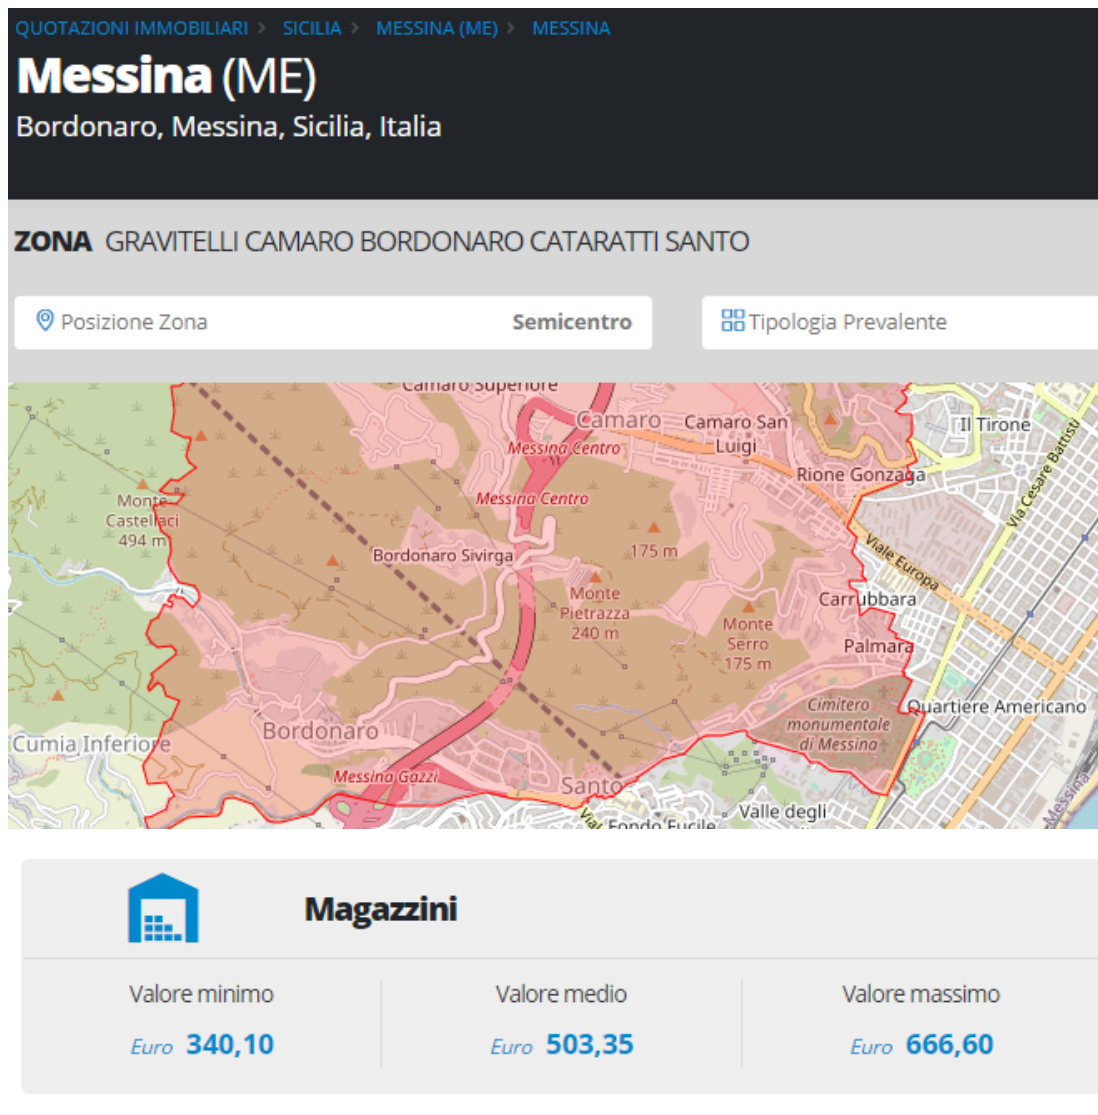 QUOTAZIONI IMMOBILIARI > SICILIA > MESSINA (ME) > MESSINA
Messina (ME)
Bordonaro, Messina, Sicilia, Italia
ZONA GRAVITELLI CAMARO BORDONARO CATARATTI SANTO
Posizione Zona Semicentro
Tipologia Prevalente
Camaro Superiore
Camaro
Camaro San
Luigi
Il Tirone
Messina Centro
Via Cesare Battisti
Rione Gonzaga
Messina Centro
Monte
Castellaci
494 m
Bordonaro Sivirga
175 m
Viale Europa
Monte
Pietrazza
240 m
Carrubbara
Monte
Serro
175 m
Palmara
Cimitero
monumentale
di Messina
Quartiere Americano
Bordonaro
Cumia Inferiore
Messina Gazzi
Santo
Messina
Valle degli
Viale
Fondo Fucile
Magazzini
Valore minimo
Valore medio
Valore massimo
Euro 340,10
Euro 503,35
Euro 666,60